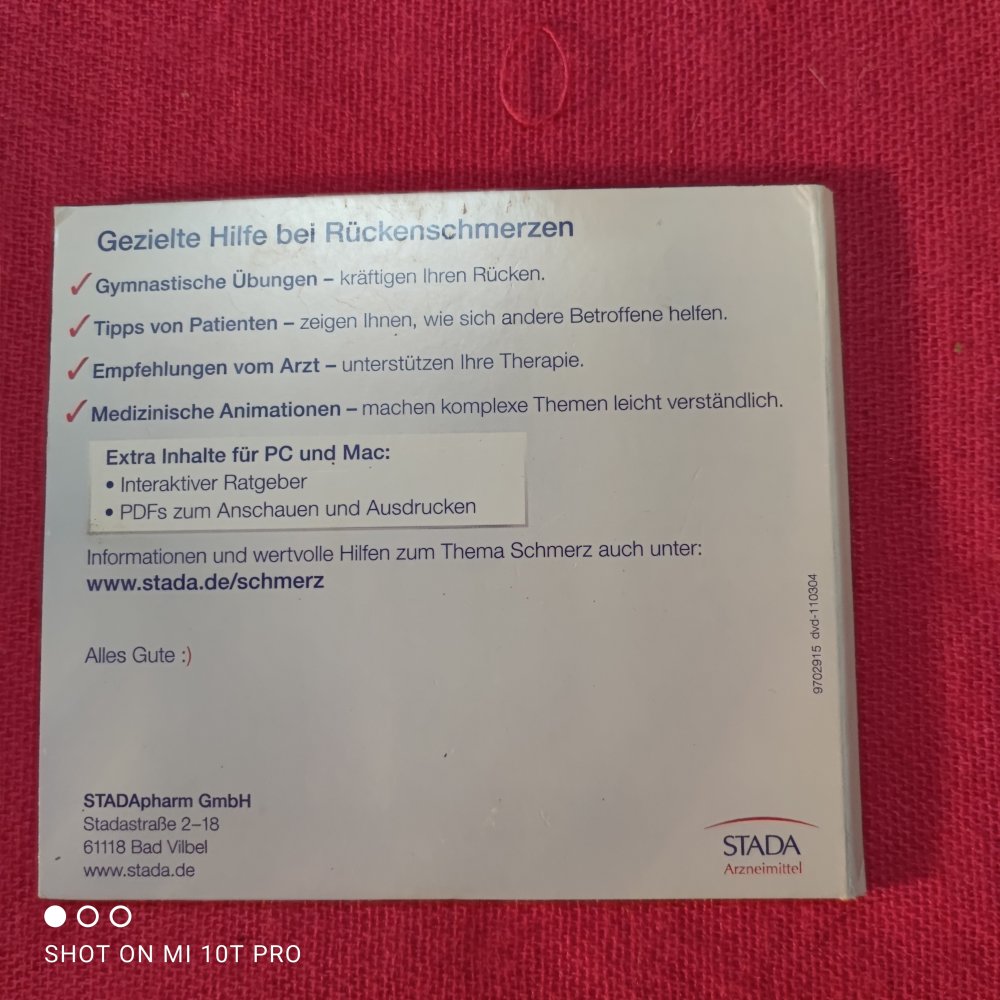 Gezielte Hilfe bei Rückenschmerzen
✓ Gymnastische Übungen – kräftigen Ihren Rücken.
✓ Tipps von Patienten – zeigen Ihnen, wie sich andere Betroffene helfen.
✓ Empfehlungen vom Arzt – unterstützen Ihre Therapie.
✓ Medizinische Animationen – machen komplexe Themen leicht verständlich.
Extra Inhalte für PC und Mac:
• Interaktiver Ratgeber
• PDFs zum Anschauen und Ausdrucken
Informationen und wertvolle Hilfen zum Thema Schmerz auch unter:
www.stada.de/schmerz
Alles Gute :)
9702915 dvd-110304
STADApharm GmbH
Stadastraße 2–18
61118 Bad Vilbel
www.stada.de
STADA
Arzneimittel
SHOT ON MI 10T PRO